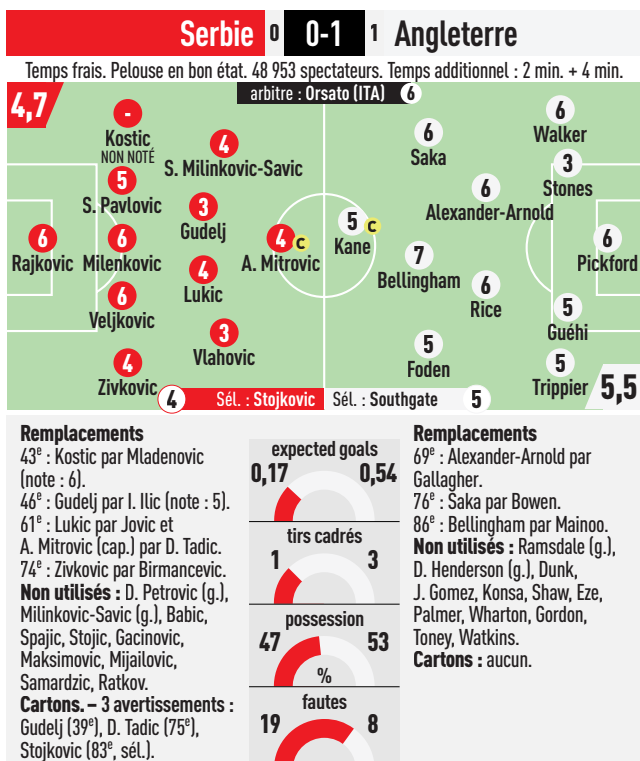 Serbie 0 0-1 1 Angleterre
Temps frais. Pelouse en bon état. 48 953 spectateurs. Temps additionnel : 2 min. + 4 min.
4,7
arbitre : Orsato (ITA) 6
-
Kostic
NON NOTÉ
4
S. Milinkovic-Savic
5
S. Pavlovic
3
Gudelj
6
Rajkovic
6
Milenkovic
4 C
A. Mitrovic
4
Lukic
6
Veljkovic
3
Vlahovic
4
Zivkovic
6
Saka
6
Walker
3
Stones
6
Alexander-Arnold
5 C
Kane
6
Pickford
7
Bellingham
6
Rice
5
Guéhi
5
Foden
5
Trippier
5,5
4 Sél. : Stojkovic
Sél. : Southgate 5
Remplacements
43e : Kostic par Mladenovic
(note : 6).
46e : Gudelj par I. Ilic (note : 5).
61e : Lukic par Jovic et
A. Mitrovic (cap.) par D. Tadic.
74e : Zivkovic par Birmancevic.
Non utilisés : D. Petrovic (g.),
Milinkovic-Savic (g.), Babic,
Spajic, Stojic, Gacinovic,
Maksimovic, Mijailovic,
Samardzic, Ratkov.
Cartons. – 3 avertissements :
Gudelj (39e), D. Tadic (75e),
Stojkovic (83e, sél.).
expected goals
0,17 0,54
tirs cadrés
1 3
possession
47 53
%
fautes
19 8
Remplacements
69e : Alexander-Arnold par
Gallagher.
76e : Saka par Bowen.
86e : Bellingham par Mainoo.
Non utilisés : Ramsdale (g.),
D. Henderson (g.), Dunk,
J. Gomez, Konsa, Shaw, Eze,
Palmer, Wharton, Gordon,
Toney, Watkins.
Cartons : aucun.